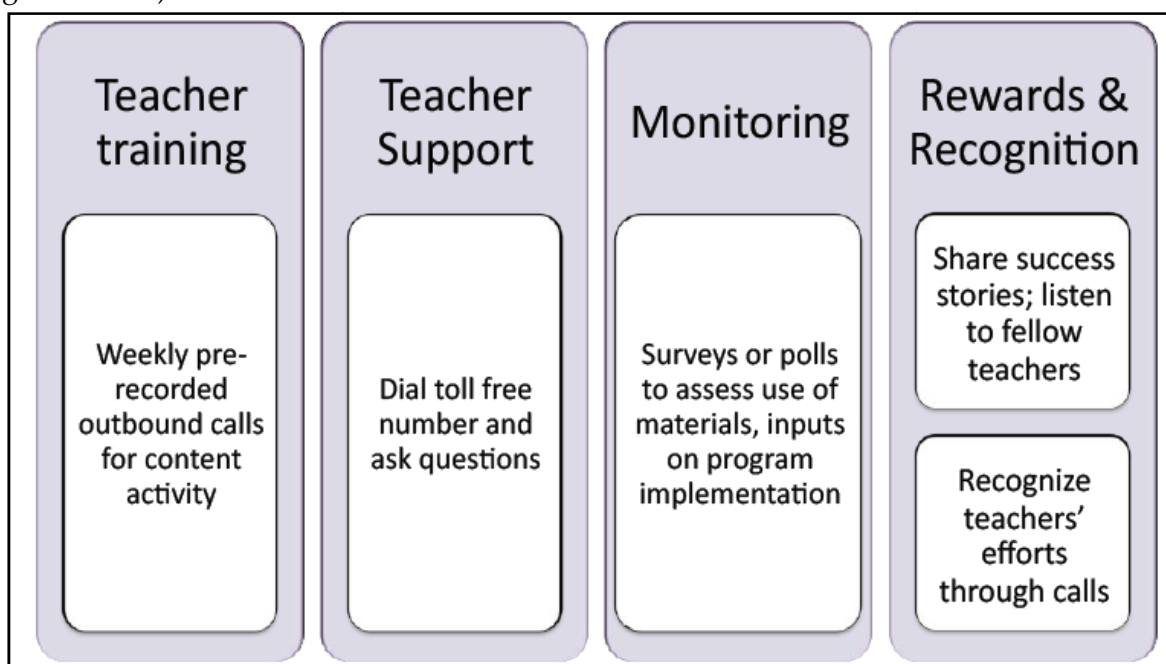 Teacher
training
Weekly pre-
recorded
outbound calls
for content
activity
Teacher
Support
Dial toll free
number and
ask questions
Monitoring
Surveys or polls
to assess use of
materials, inputs
on program
implementation
Rewards &
Recognition
Share success
stories; listen
to fellow
teachers
Recognize
teachers’
efforts
through calls